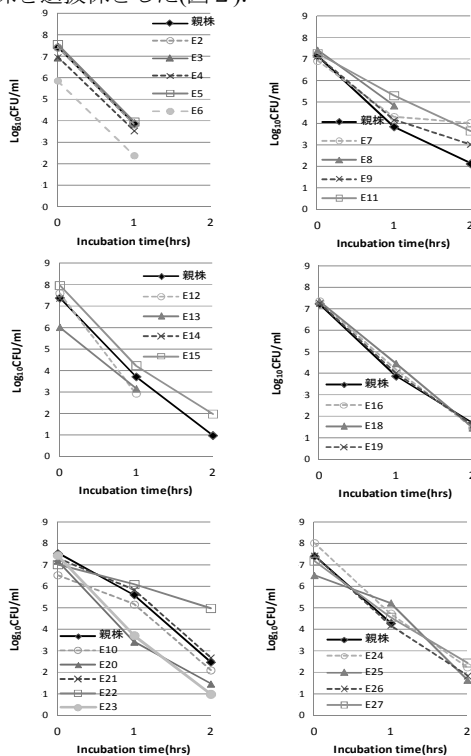 株を選抜株とした(図 2).
9
8
7
6
5
4
3
2
1
0
Log10CFU/ml
親株
E2
E3
E4
E5
E6
0 1 2
Incubation time(hrs)
9
8
7
6
5
4
3
2
1
0
Log10CFU/ml
親株
E7
E8
E9
E11
0 1 2
Incubation time(hrs)
9
8
7
6
5
4
3
2
1
0
Log10CFU/ml
親株
E12
E13
E14
E15
0 1 2
Incubation time(hrs)
9
8
7
6
5
4
3
2
1
0
Log10CFU/ml
親株
E16
E18
E19
0 1 2
Incubation time(hrs)
9
8
7
6
5
4
3
2
1
0
Log10CFU/ml
親株
E10
E20
E21
E22
E23
0 1 2
Incubation time(hrs)
9
8
7
6
5
4
3
2
1
0
Log10CFU/ml
親株
E24
E25
E26
E27
0 1 2
Incubation time(hrs)